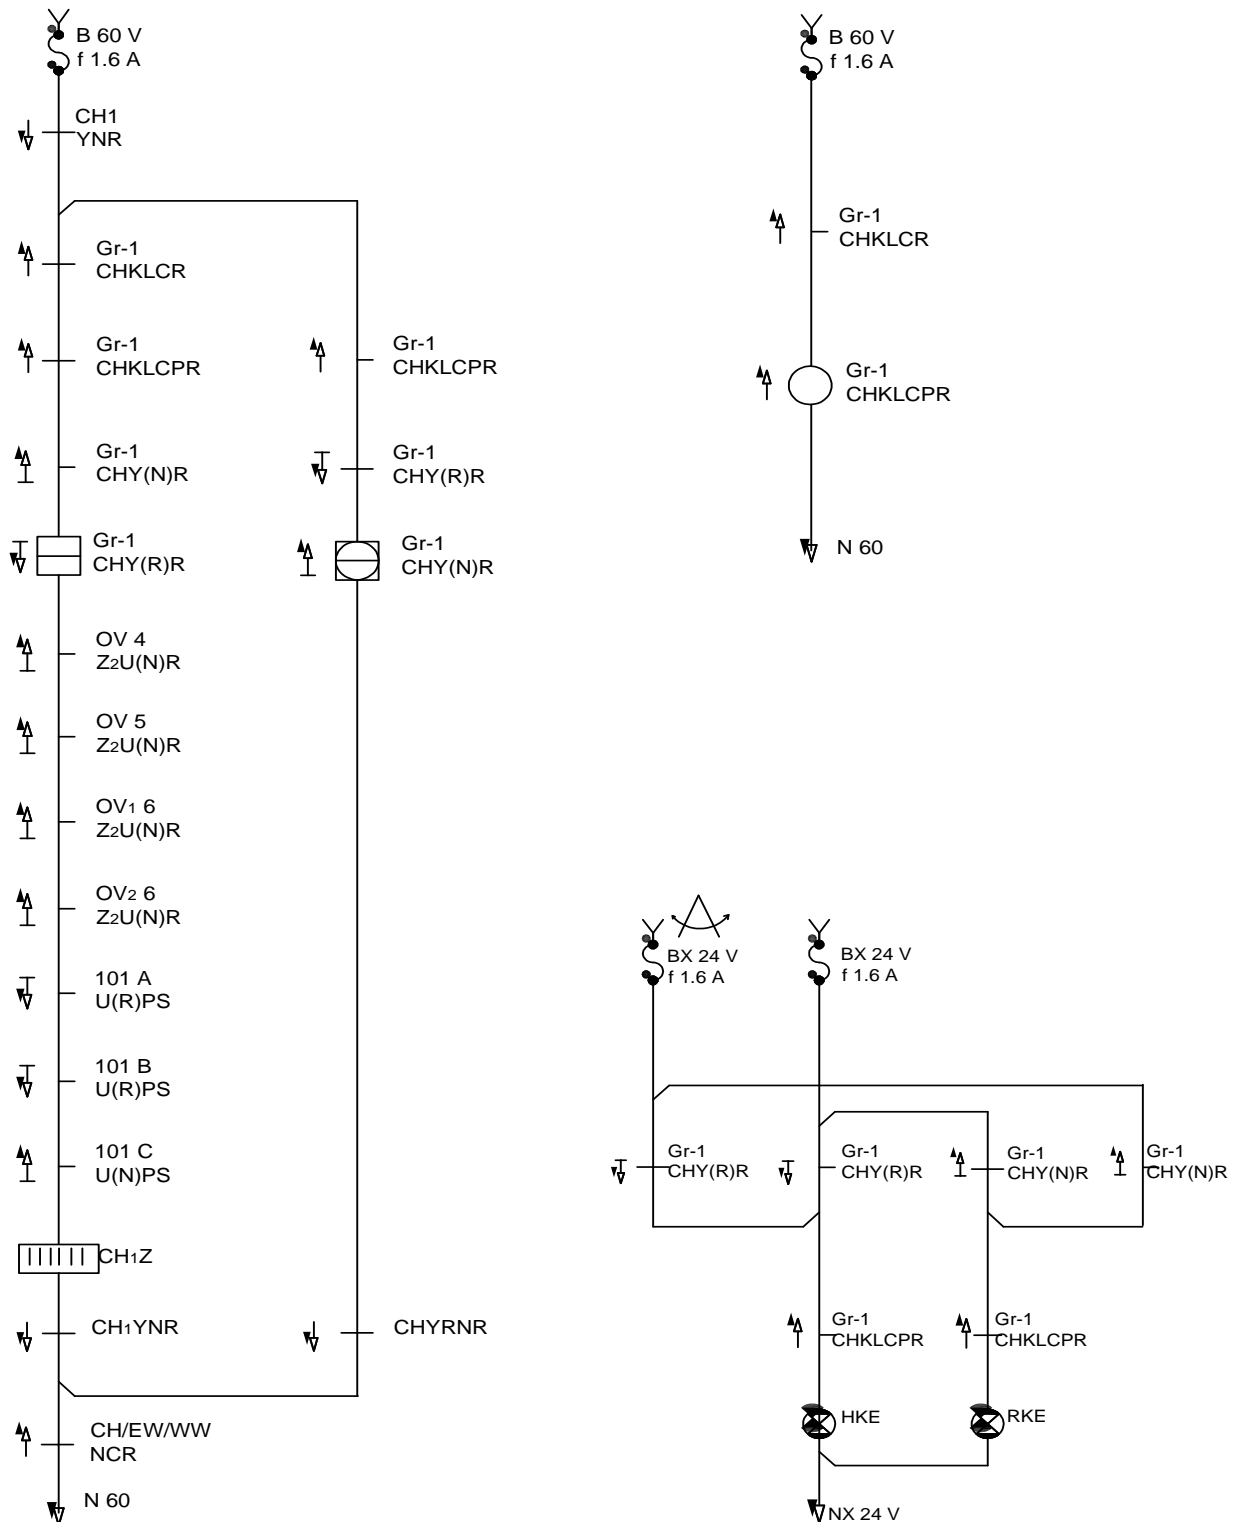 B 60 V
f 1.6 A
CH1
YNR
Gr-1
CHKLCR
Gr-1
CHKLCPR
Gr-1
CHY(N)R
Gr-1
CHY(R)R
OV 4
Z2U(N)R
OV 5
Z2U(N)R
OV1 6
Z2U(N)R
OV2 6
Z2U(N)R
101 A
U(R)PS
101 B
U(R)PS
101 C
U(N)PS
CH1Z
CH1YNR
CH/EW/WW
NCR
N 60
Gr-1
CHKLCPR
Gr-1
CHY(R)R
Gr-1
CHY(N)R
CHYRNR
B 60 V
f 1.6 A
Gr-1
CHKLCR
Gr-1
CHKLCPR
N 60
BX 24 V
f 1.6 A
BX 24 V
f 1.6 A
Gr-1
CHY(R)R
Gr-1
CHY(R)R
Gr-1
CHY(N)R
Gr-1
CHY(N)R
Gr-1
CHKLCPR
Gr-1
CHKLCPR
HKE
RKE
NX 24 V